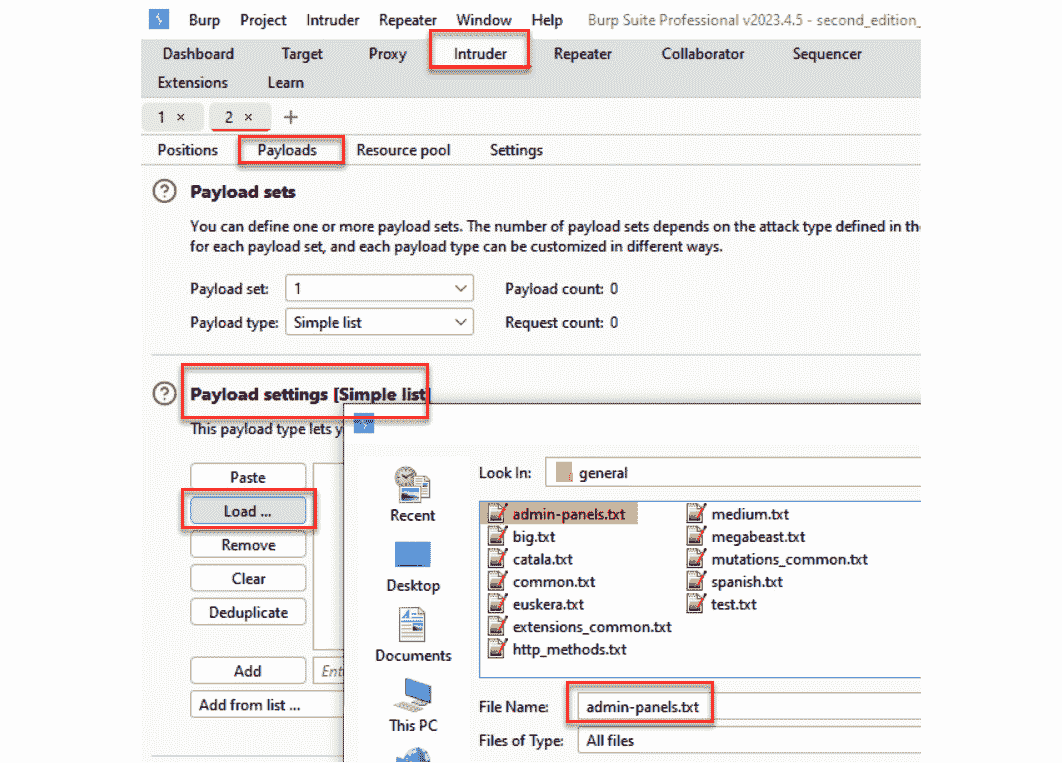 Burp Project Intruder Repeater Window Help Burp Suite Professional v2023.4.5 - second_edition_
Dashboard Target Proxy Intruder Repeater Collaborator Sequencer
Extensions Learn
1 × 2 × +
Positions Payloads Resource pool Settings
? Payload sets
You can define one or more payload sets. The number of payload sets depends on the attack type defined in the
for each payload set, and each payload type can be customized in different ways.
Payload set: 1 Payload count: 0
Payload type: Simple list Request count: 0
? Payload settings [Simple list]
This payload type lets y
Paste
Load ...
Remove
Clear
Deduplicate
Add Ent
Add from list ...
Look In: general
Recent
Desktop
Documents
This PC
admin-panels.txt medium.txt
big.txt megabeast.txt
catala.txt mutations_common.txt
common.txt spanish.txt
euskera.txt test.txt
extensions_common.txt
http_methods.txt
File Name: admin-panels.txt
Files of Type: All files